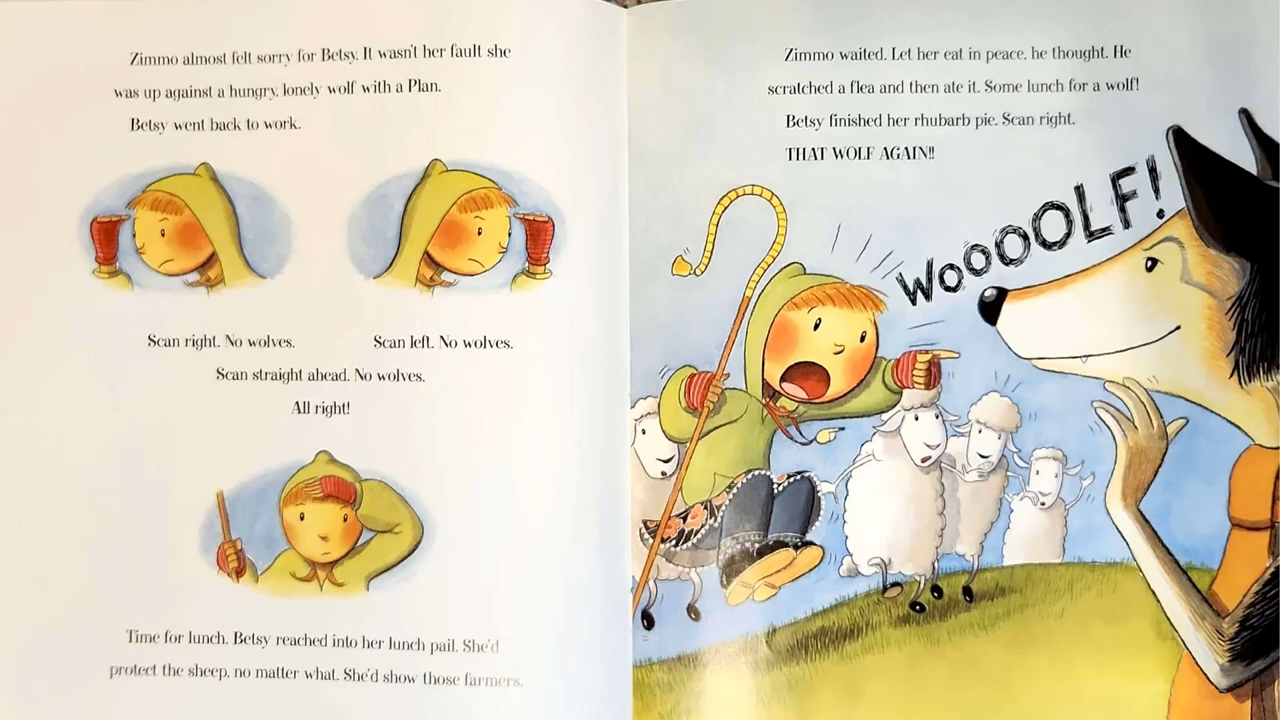 Zimmo almost felt sorry for Betsy. It wasn't her fault she
was up against a hungry, lonely wolf with a Plan.
Betsy went back to work.
Scan right. No wolves.
Scan left. No wolves.
Scan straight ahead. No wolves.
All right!
Time for lunch. Betsy reached into her lunch pail. She'd
protect the sheep, no matter what. She'd show those farmers.
Zimmo waited. Let her eat in peace, he thought. He
scratched a flea and then ate it. Some lunch for a wolf!
Betsy finished her rhubarb pie. Scan right.
THAT WOLF AGAIN!!
WOOOOLF!